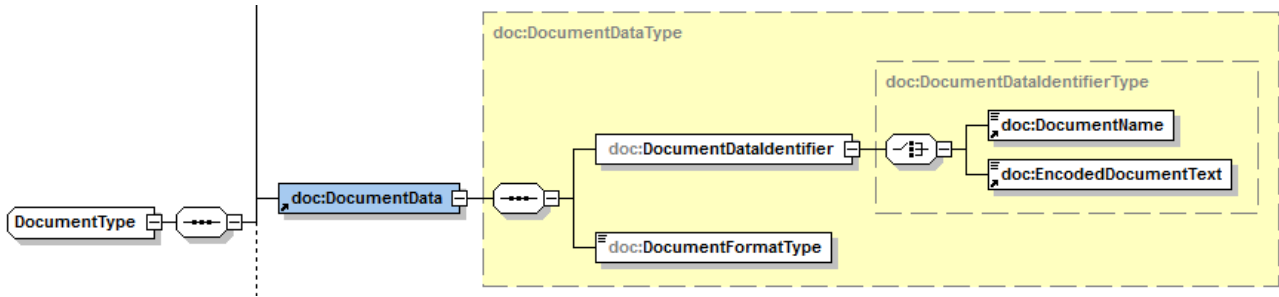 doc:DocumentDataType
doc:DocumentDataIdentifierType
doc:DocumentName
doc:DocumentDataIdentifier
doc:EncodedDocumentText
doc:DocumentData
DocumentType
doc:DocumentFormatType